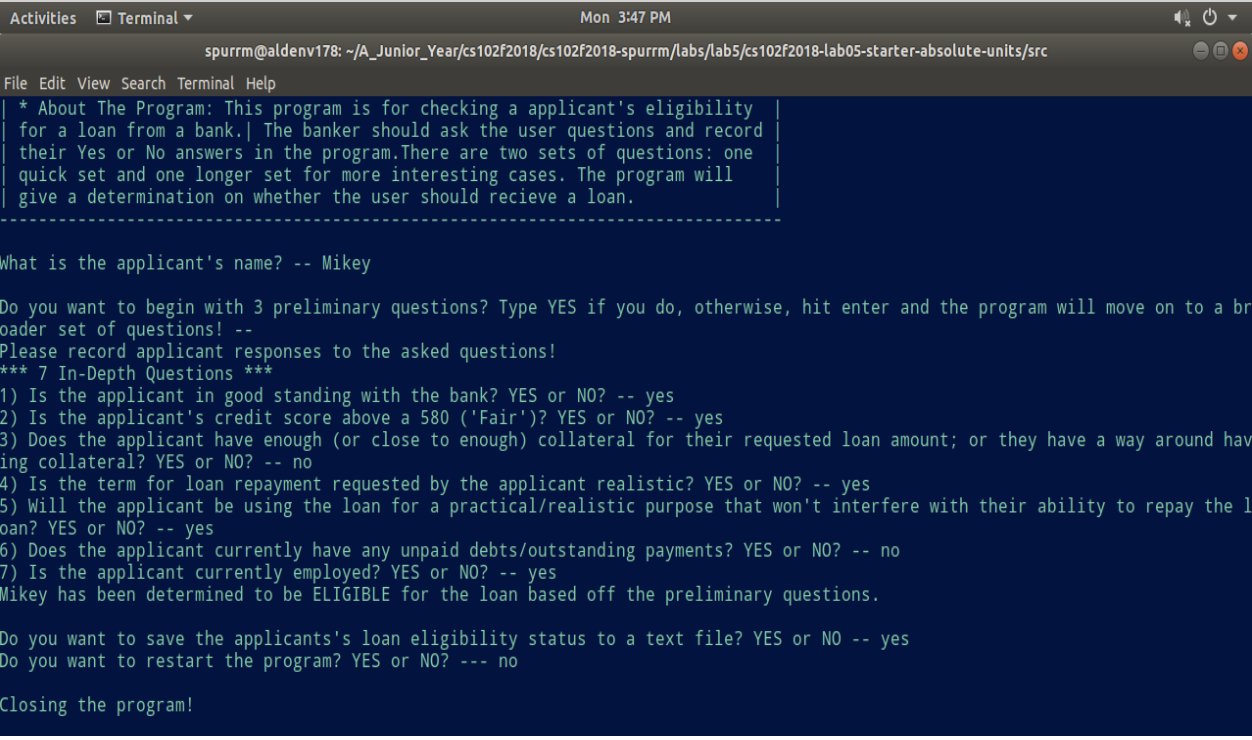 Activities Terminal Mon 3:47 PM
spurrm@aldenv178: ~/A_Junior_Year/cs102f2018/cs102f2018-spurrm/labs/lab5/cs102f2018-lab05-starter-absolute-units/src
File Edit View Search Terminal Help
| * About The Program: This program is for checking a applicant's eligibility |
| for a loan from a bank.| The banker should ask the user questions and record |
| their Yes or No answers in the program.There are two sets of questions: one |
| quick set and one longer set for more interesting cases. The program will |
| give a determination on whether the user should recieve a loan. |
--------------------------------------------------------------------------------
What is the applicant's name? -- Mikey
Do you want to begin with 3 preliminary questions? Type YES if you do, otherwise, hit enter and the program will move on to a br
oader set of questions! --
Please record applicant responses to the asked questions!
*** 7 In-Depth Questions ***
1) Is the applicant in good standing with the bank? YES or NO? -- yes
2) Is the applicant's credit score above a 580 ('Fair')? YES or NO? -- yes
3) Does the applicant have enough (or close to enough) collateral for their requested loan amount; or they have a way around hav
ing collateral? YES or NO? -- no
4) Is the term for loan repayment requested by the applicant realistic? YES or NO? -- yes
5) Will the applicant be using the loan for a practical/realistic purpose that won't interfere with their ability to repay the l
oan? YES or NO? -- yes
6) Does the applicant currently have any unpaid debts/outstanding payments? YES or NO? -- no
7) Is the applicant currently employed? YES or NO? -- yes
Mikey has been determined to be ELIGIBLE for the loan based off the preliminary questions.
Do you want to save the applicants's loan eligibility status to a text file? YES or NO -- yes
Do you want to restart the program? YES or NO? --- no
Closing the program!